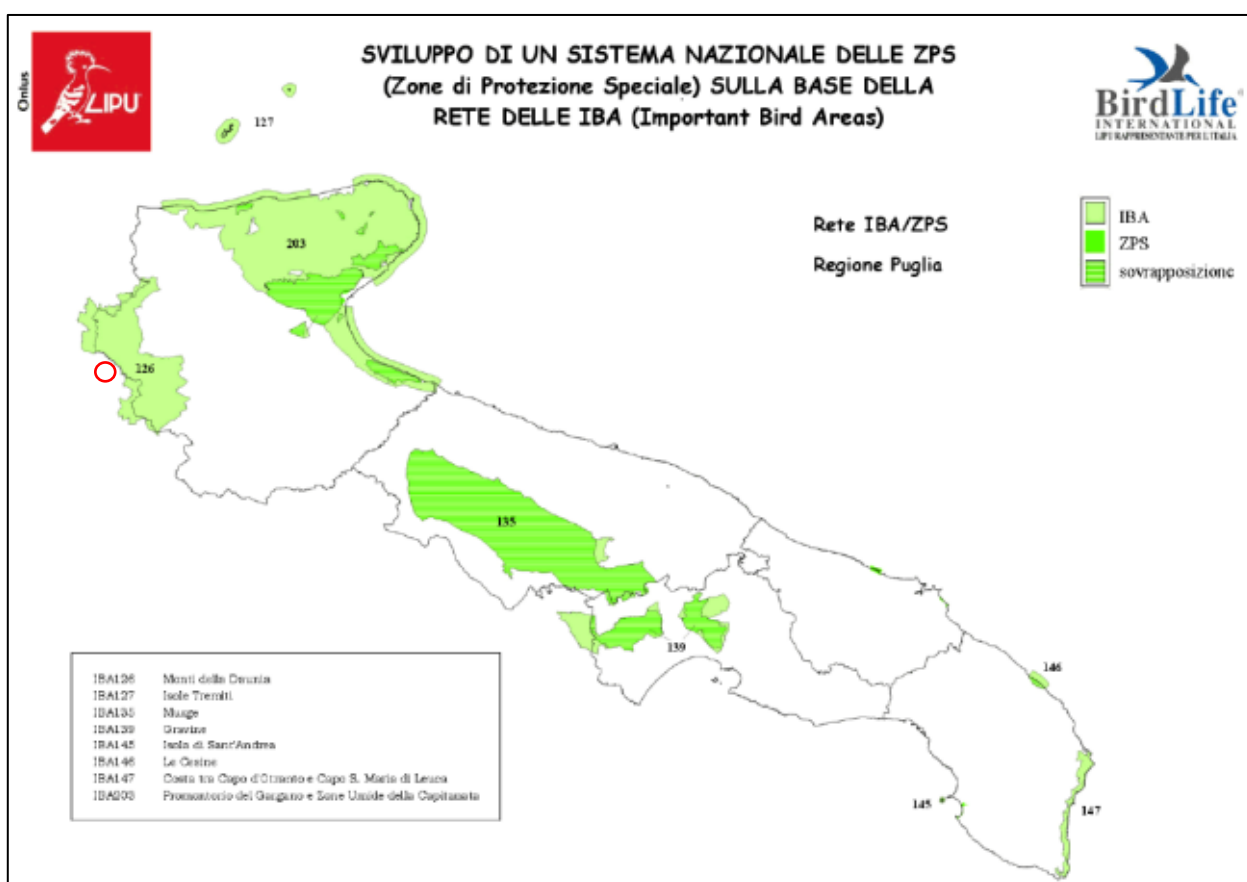 Onlus
LIPU
SVILUPPO DI UN SISTEMA NAZIONALE DELLE ZPS
(Zone di Protezione Speciale) SULLA BASE DELLA
RETE DELLE IBA (Important Bird Areas)
BirdLife
INTERNATIONAL
LIPU RAPPRESENTANTE PER L'ITALIA
Rete IBA/ZPS
Regione Puglia
IBA
ZPS
sovrapposizione
127
203
126
135
139
146
145
147
IBA126 Monti della Daunia
IBA127 Isole Tremiti
IBA135 Murge
IBA139 Gravine
IBA145 Isola di Sant'Andrea
IBA146 Le Cesine
IBA147 Costa tra Capo d'Otranto e Capo S. Maria di Leuca
IBA203 Promontorio del Gargano e Zone Umide della Capitanata